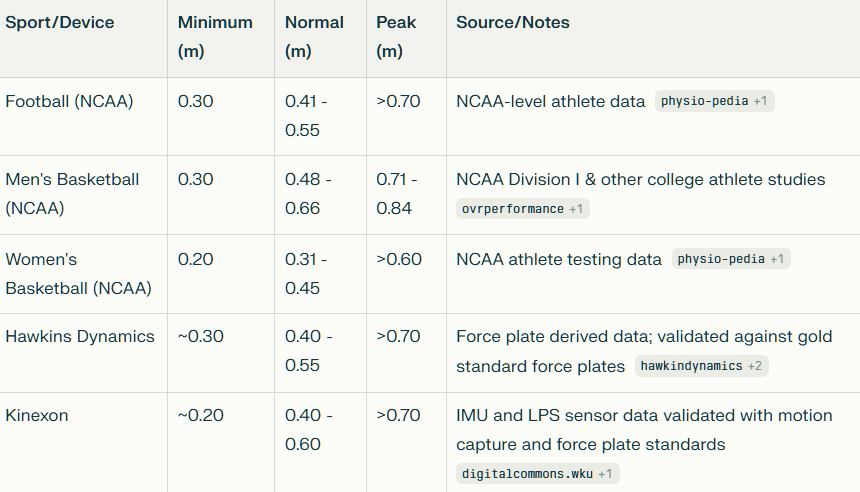 Sport/Device Minimum (m) Normal (m) Peak (m) Source/Notes
Football (NCAA) 0.30 0.41 - 0.55 >0.70 NCAA-level athlete data physio-pedia +1
Men's Basketball (NCAA) 0.30 0.48 - 0.66 0.71 - 0.84 NCAA Division I & other college athlete studies ovrperformance +1
Women's Basketball (NCAA) 0.20 0.31 - 0.45 >0.60 NCAA athlete testing data physio-pedia +1
Hawkins Dynamics ~0.30 0.40 - 0.55 >0.70 Force plate derived data; validated against gold standard force plates hawkindynamics +2
Kinexon ~0.20 0.40 - 0.60 >0.70 IMU and LPS sensor data validated with motion capture and force plate standards digitalcommons.wku +1